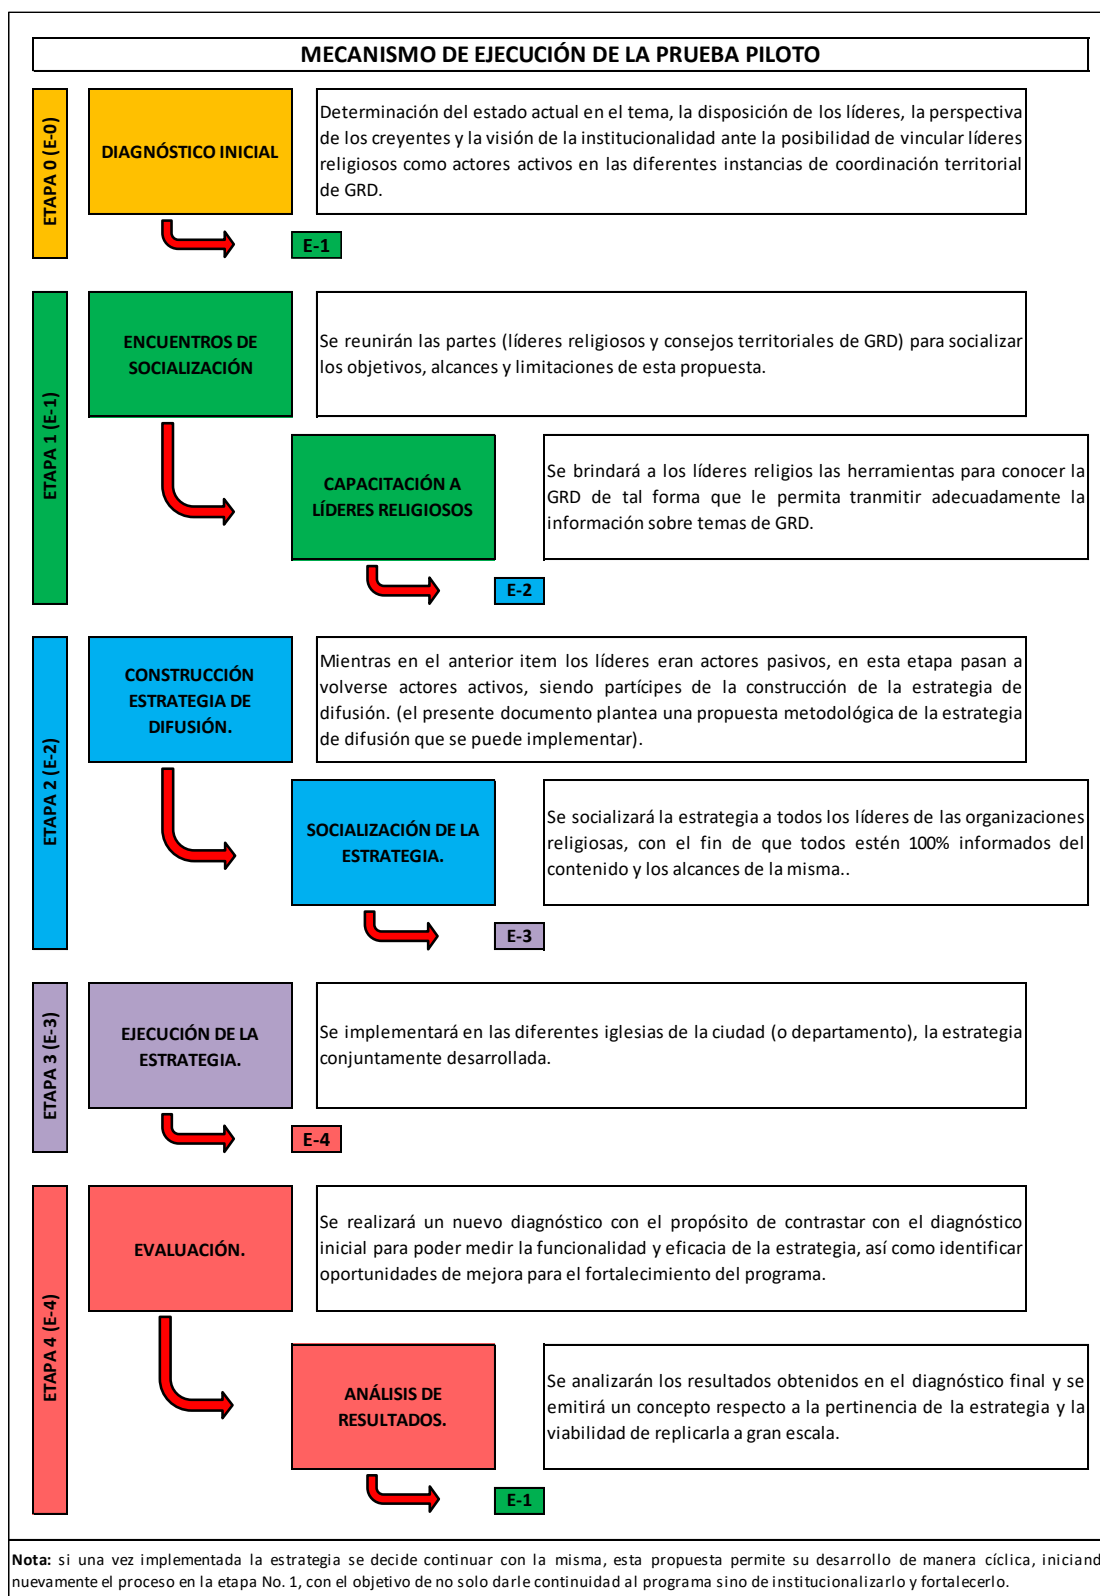 MECANISMO DE EJECUCIÓN DE LA PRUEBA PILOTO
ETAPA 0 (E-0)
DIAGNÓSTICO INICIAL
Determinación del estado actual en el tema, la disposición de los líderes, la perspectiva
de los creyentes y la visión de la institucionalidad ante la posibilidad de vincular líderes
religiosos como actores activos en las diferentes instancias de coordinación territorial
de GRD.
E-1
ETAPA 1 (E-1)
ENCUENTROS DE
SOCIALIZACIÓN
Se reunirán las partes (líderes religiosos y consejos territoriales de GRD) para socializar
los objetivos, alcances y limitaciones de esta propuesta.
CAPACITACIÓN A
LÍDERES RELIGIOSOS
Se brindará a los líderes religios las herramientas para conocer la
GRD de tal forma que le permita tranmitir adecuadamente la
información sobre temas de GRD.
E-2
ETAPA 2 (E-2)
CONSTRUCCIÓN
ESTRATEGIA DE
DIFUSIÓN.
Mientras en el anterior item los líderes eran actores pasivos, en esta etapa pasan a
volverse actores activos, siendo partícipes de la construcción de la estrategia de
difusión. (el presente documento plantea una propuesta metodológica de la estrategia
de difusión que se puede implementar).
SOCIALIZACIÓN DE LA
ESTRATEGIA.
Se socializará la estrategia a todos los líderes de las organizaciones
religiosas, con el fin de que todos estén 100% informados del
contenido y los alcances de la misma..
E-3
ETAPA 3 (E-3)
EJECUCIÓN DE LA
ESTRATEGIA.
Se implementará en las diferentes iglesias de la ciudad (o departamento), la estrategia
conjuntamente desarrollada.
E-4
ETAPA 4 (E-4)
EVALUACIÓN.
Se realizará un nuevo diagnóstico con el propósito de contrastar con el diagnóstico
inicial para poder medir la funcionalidad y eficacia de la estrategia, así como identificar
oportunidades de mejora para el fortalecimiento del programa.
ANÁLISIS DE
RESULTADOS.
Se analizarán los resultados obtenidos en el diagnóstico final y se
emitirá un concepto respecto a la pertinencia de la estrategia y la
viabilidad de replicarla a gran escala.
E-1
Nota: si una vez implementada la estrategia se decide continuar con la misma, esta propuesta permite su desarrollo de manera cíclica, iniciand
nuevamente el proceso en la etapa No. 1, con el objetivo de no solo darle continuidad al programa sino de institucionalizarlo y fortalecerlo.